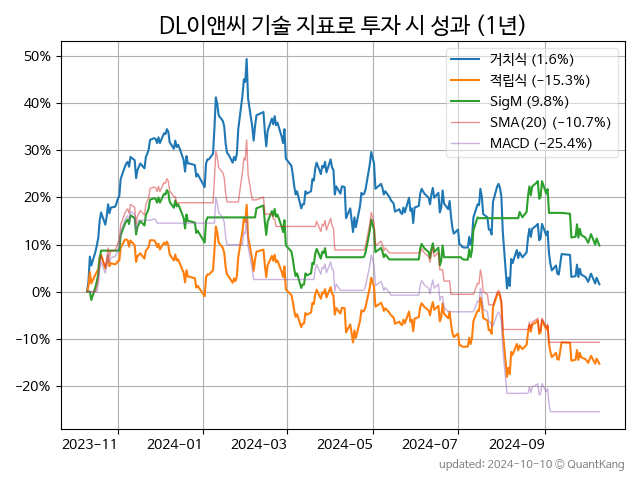 DL이앤씨 기술 지표로 투자 시 성과 (1년)
거치식 (1.6%)
적립식 (−15.3%)
SigM (9.8%)
SMA(20) (−10.7%)
MACD (−25.4%)
50%
40%
30%
20%
10%
0%
−10%
−20%
2023−11 2024−01 2024−03 2024−05 2024−07 2024−09
updated: 2024−10−10 © QuantKang